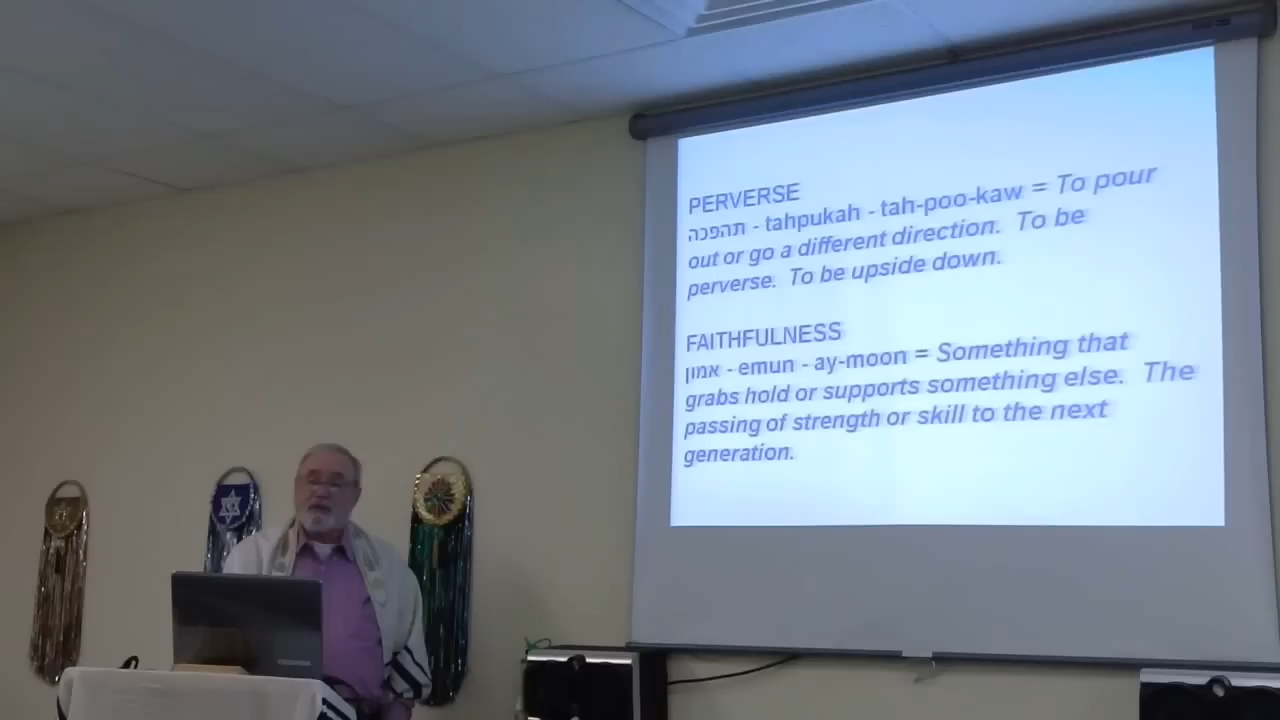 PERVERSE
תהפכה - tahpukah - tah-poo-kaw = To pour
out or go a different direction.  To be
perverse.  To be upside down.
FAITHFULNESS
אמון - emun - ay-moon = Something that
grabs hold or supports something else.  The
passing of strength or skill to the next
generation.
TOSHIBA